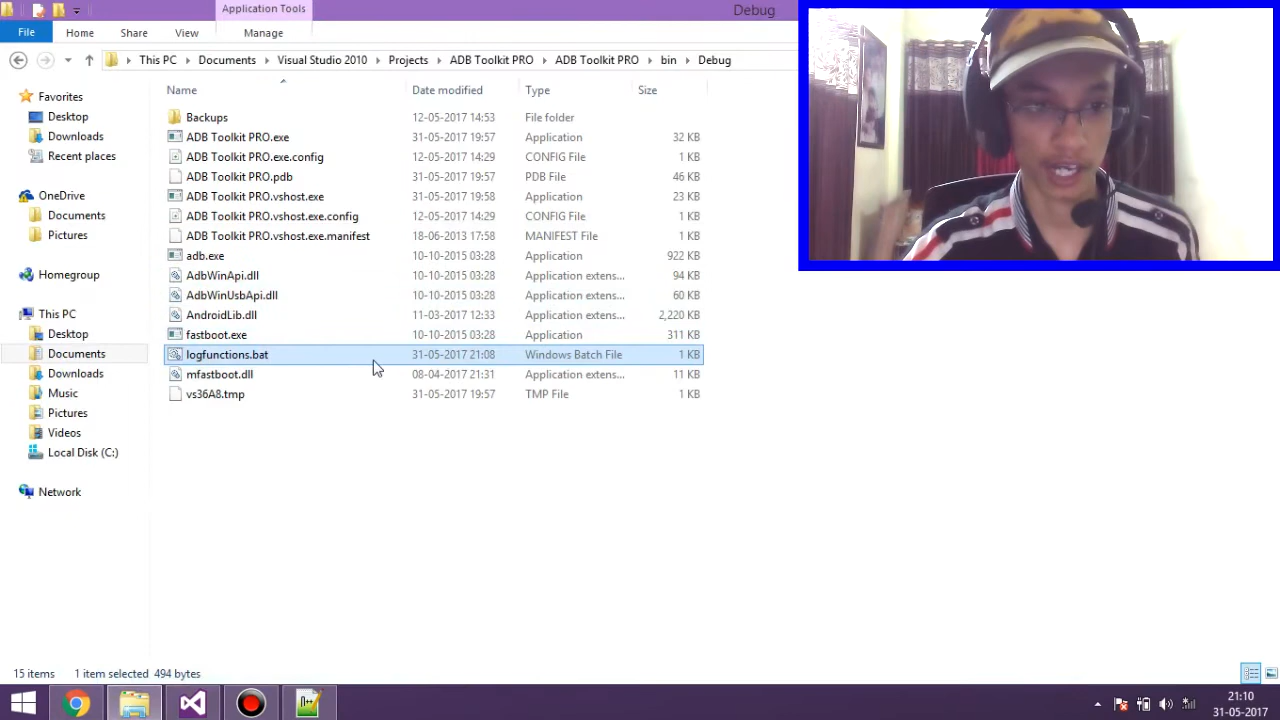 Application Tools
Debug
File Home Share View Manage
This PC Documents Visual Studio 2010 Projects ADB Toolkit PRO ADB Toolkit PRO bin Debug
Name Date modified Type Size
Favorites
Desktop
Downloads
Recent places
OneDrive
Documents
Pictures
Homegroup
This PC
Desktop
Documents
Downloads
Music
Pictures
Videos
Local Disk (C:)
Network
Backups 12-05-2017 14:53 File folder
ADB Toolkit PRO.exe 31-05-2017 19:57 Application 32 KB
ADB Toolkit PRO.exe.config 12-05-2017 14:29 CONFIG File 1 KB
ADB Toolkit PRO.pdb 31-05-2017 19:57 PDB File 46 KB
ADB Toolkit PRO.vshost.exe 31-05-2017 19:58 Application 23 KB
ADB Toolkit PRO.vshost.exe.config 12-05-2017 14:29 CONFIG File 1 KB
ADB Toolkit PRO.vshost.exe.manifest 18-06-2013 17:58 MANIFEST File 1 KB
adb.exe 10-10-2015 03:28 Application 922 KB
AdbWinApi.dll 10-10-2015 03:28 Application extens... 94 KB
AdbWinUsbApi.dll 10-10-2015 03:28 Application extens... 60 KB
AndroidLib.dll 11-03-2017 12:33 Application extens... 2,220 KB
fastboot.exe 10-10-2015 03:28 Application 311 KB
logfunctions.bat 31-05-2017 21:08 Windows Batch File 1 KB
mfastboot.dll 08-04-2017 21:31 Application extens... 11 KB
vs36A8.tmp 31-05-2017 19:57 TMP File 1 KB
15 items 1 item selected 494 bytes
21:10
31-05-2017